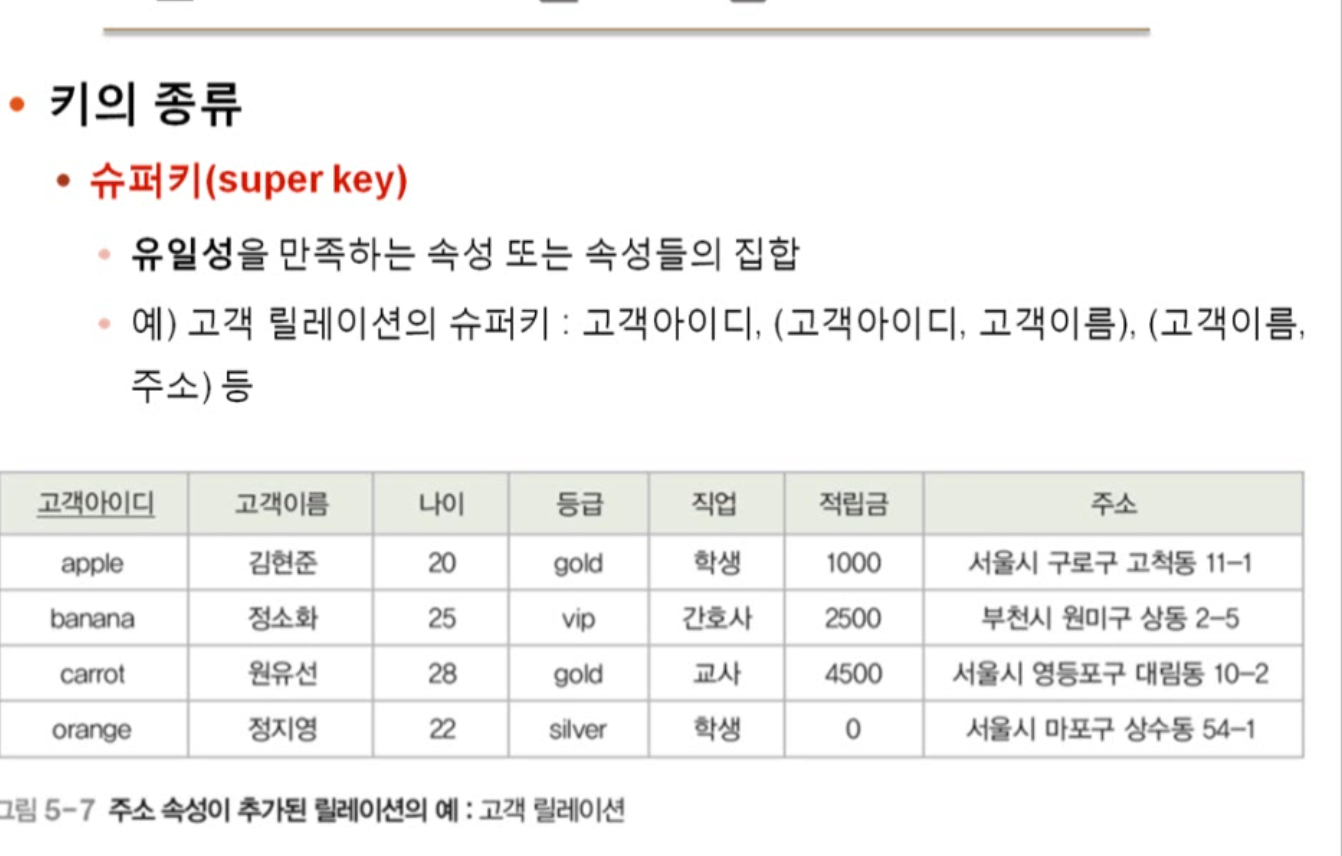 키의 종류
슈퍼키(super key)
유일성을 만족하는 속성 또는 속성들의 집합
예) 고객 릴레이션의 슈퍼키 : 고객아이디, (고객아이디, 고객이름), (고객이름,
주소) 등
고객아이디 고객이름 나이 등급 직업 적립금 주소
apple 김현준 20 gold 학생 1000 서울시 구로구 고척동 11-1
banana 정소화 25 vip 간호사 2500 부천시 원미구 상동 2-5
carrot 원유선 28 gold 교사 4500 서울시 영등포구 대림동 10-2
orange 정지영 22 silver 학생 0 서울시 마포구 상수동 54-1
그림 5-7 주소 속성이 추가된 릴레이션의 예 : 고객 릴레이션